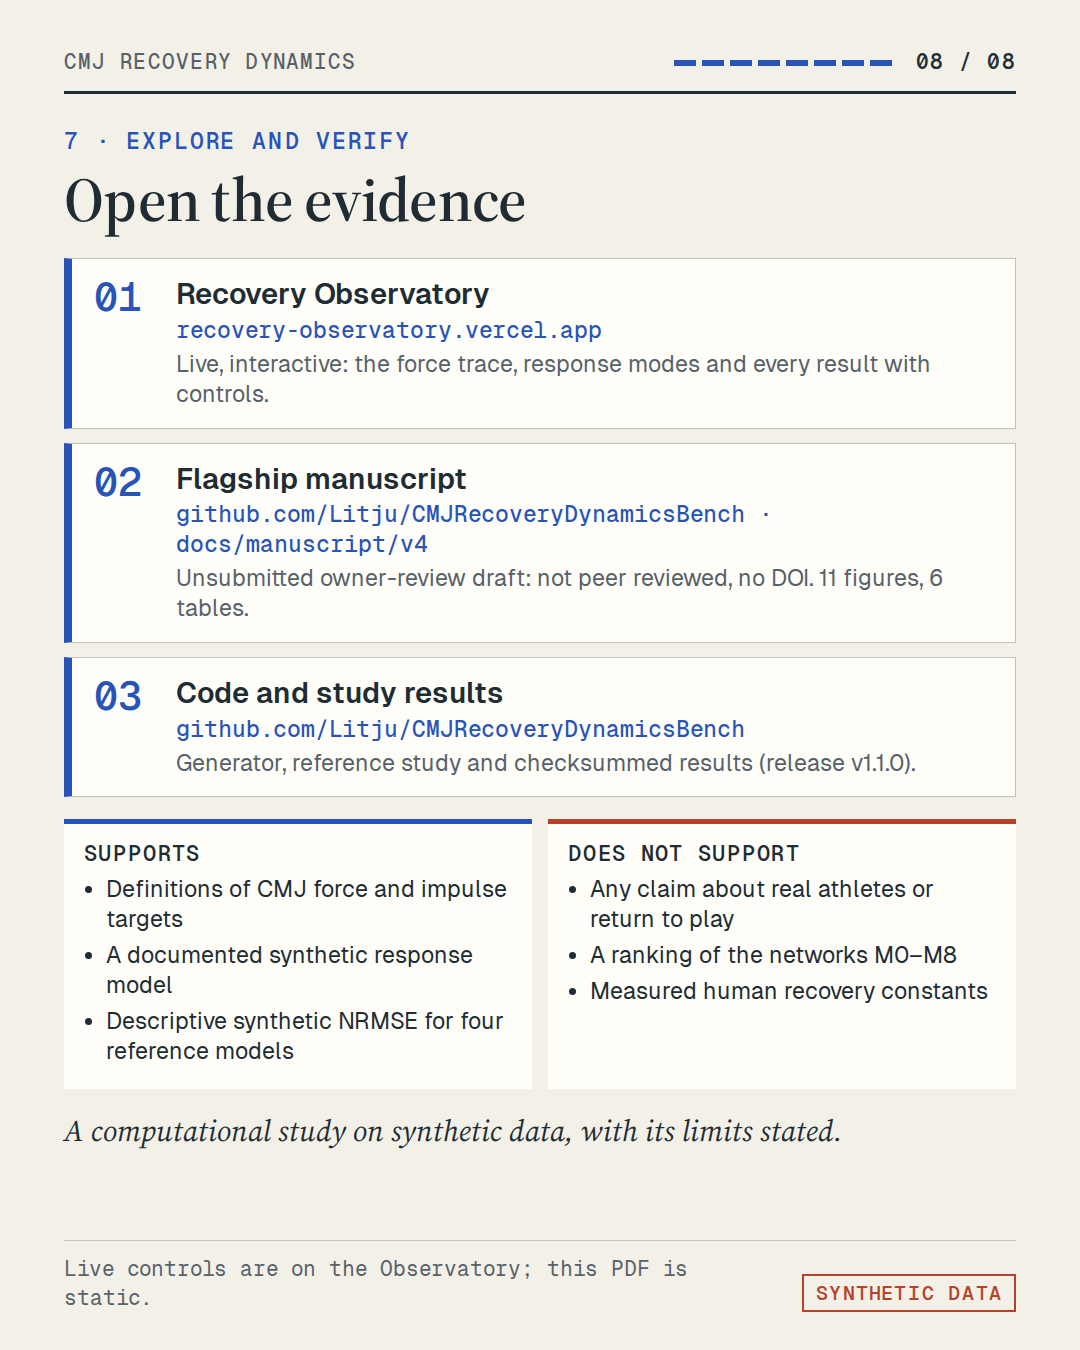 CMJ RECOVERY DYNAMICS
08 / 08
7 · EXPLORE AND VERIFY
Open the evidence
01
Recovery Observatory
recovery-observatory.vercel.app
Live, interactive: the force trace, response modes and every result with
controls.
02
Flagship manuscript
github.com/Litju/CMJRecoveryDynamicsBench ·
docs/manuscript/v4
Unsubmitted owner-review draft: not peer reviewed, no DOI. 11 figures, 6
tables.
03
Code and study results
github.com/Litju/CMJRecoveryDynamicsBench
Generator, reference study and checksummed results (release v1.1.0).
SUPPORTS
• Definitions of CMJ force and impulse
targets
• A documented synthetic response
model
• Descriptive synthetic NRMSE for four
reference models
DOES NOT SUPPORT
• Any claim about real athletes or
return to play
• A ranking of the networks M0–M8
• Measured human recovery constants
A computational study on synthetic data, with its limits stated.
Live controls are on the Observatory; this PDF is
static.
SYNTHETIC DATA